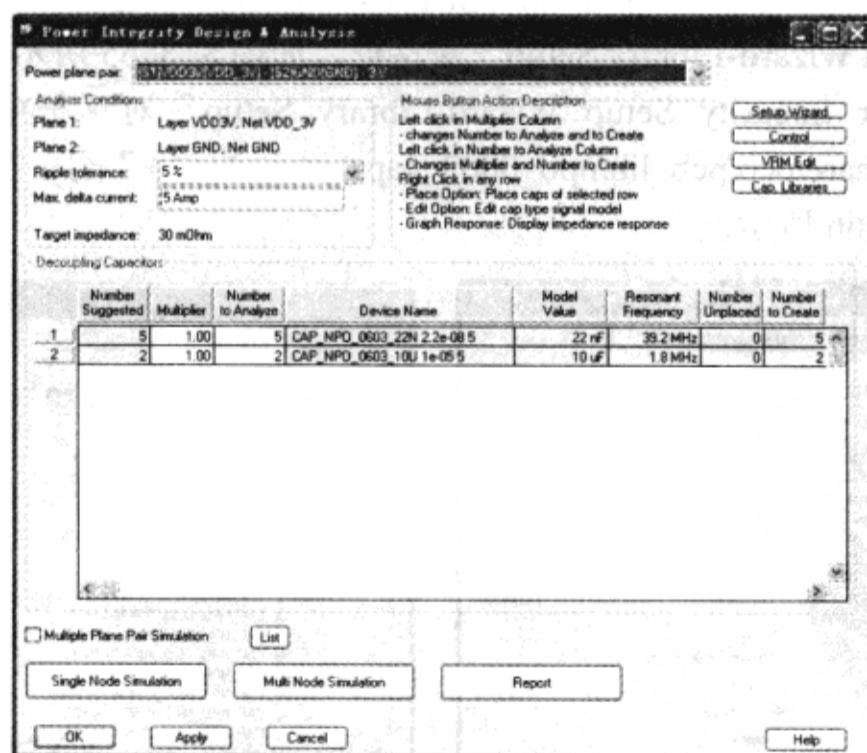 Power Integrity Design & Analysis
Power plane pair:
Analysis Conditions
Plane 1: Layer VDD3V, Net VDD_3V
Plane 2: Layer GND, Net GND
Ripple tolerance: 5 %
Max. delta current: 5 Amp
Target impedance: 30 mOhm
Mouse Button Action Description
Left click in Multiplier Column
- changes Number to Analyze and to Create
Left click in Number to Analyze Column
- Changes Multiplier and Number to Create
Right Click in any row
- Place Option: Place caps of selected row
- Edit Option: Edit cap type signal model
- Graph Response: Display impedance response
Setup Wizard
Control
VRM Edit
Cap. Libraries
Decoupling Capacitors
Number Suggested Multiplier Number to Analyze Device Name Model Value Resonant Frequency Number Unplaced Number to Create
1 5 1.00 5 CAP_NPO_0603_22N 2.2e-08 5 22 nF 39.2 MHz 0 5
2 2 1.00 2 CAP_NPO_0603_10U 1e-05 5 10 uF 1.8 MHz 0 2
Multiple Plane Pair Simulation List
Single Node Simulation Multi Node Simulation Report
OK Apply Cancel Help